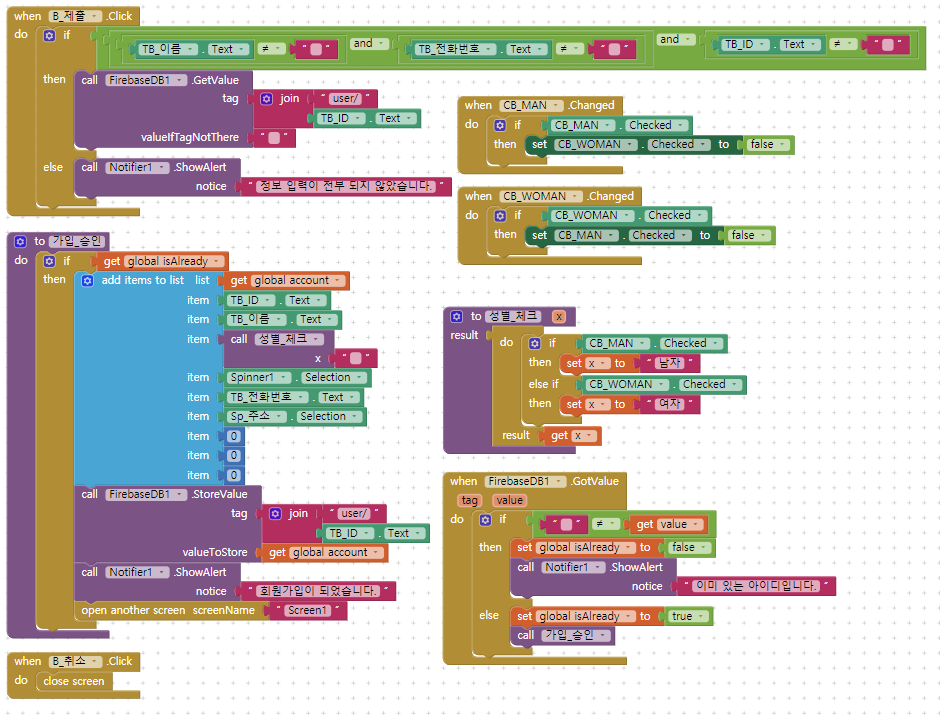 when B_제출 .Click
do if TB_이름 . Text ≠ " " and TB_전화번호 . Text ≠ " " and TB_ID . Text ≠ " "
then call FirebaseDB1 .GetValue
tag join " user/ "
TB_ID . Text
valueIfTagNotThere " "
else call Notifier1 .ShowAlert
notice " 정보 입력이 전부 되지 않았습니다. "
when CB_MAN .Changed
do if CB_MAN . Checked
then set CB_WOMAN . Checked to false
when CB_WOMAN .Changed
do if CB_WOMAN . Checked
then set CB_MAN . Checked to false
to 가입_승인
do if get global isAlready
then add items to list list get global account
item TB_ID . Text
item TB_이름 . Text
item call 성별_체크
x " "
item Spinner1 . Selection
item TB_전화번호 . Text
item Sp_주소 . Selection
item 0
item 0
item 0
call FirebaseDB1 .StoreValue
tag join " user/ "
TB_ID . Text
valueToStore get global account
call Notifier1 .ShowAlert
notice " 회원가입이 되었습니다. "
open another screen screenName " Screen1 "
to 성별_체크 x
result do if CB_MAN . Checked
then set x to " 남자 "
else if CB_WOMAN . Checked
then set x to " 여자 "
result get x
when FirebaseDB1 .GotValue
tag value
do if " " ≠ get value
then set global isAlready to false
call Notifier1 .ShowAlert
notice " 이미 있는 아이디입니다. "
else set global isAlready to true
call 가입_승인
when B_취소 .Click
do close screen